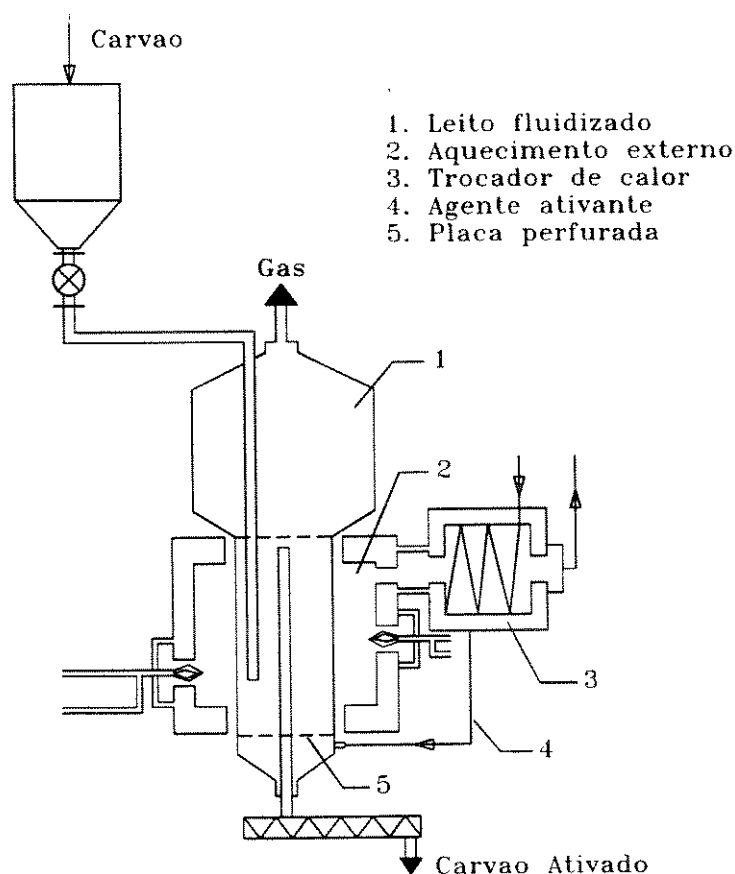 Carvao
1. Leito fluidizado
2. Aquecimento externo
3. Trocador de calor
4. Agente ativante
5. Placa perfurada
Gas
1
2
3
4
5
Carvao Ativado